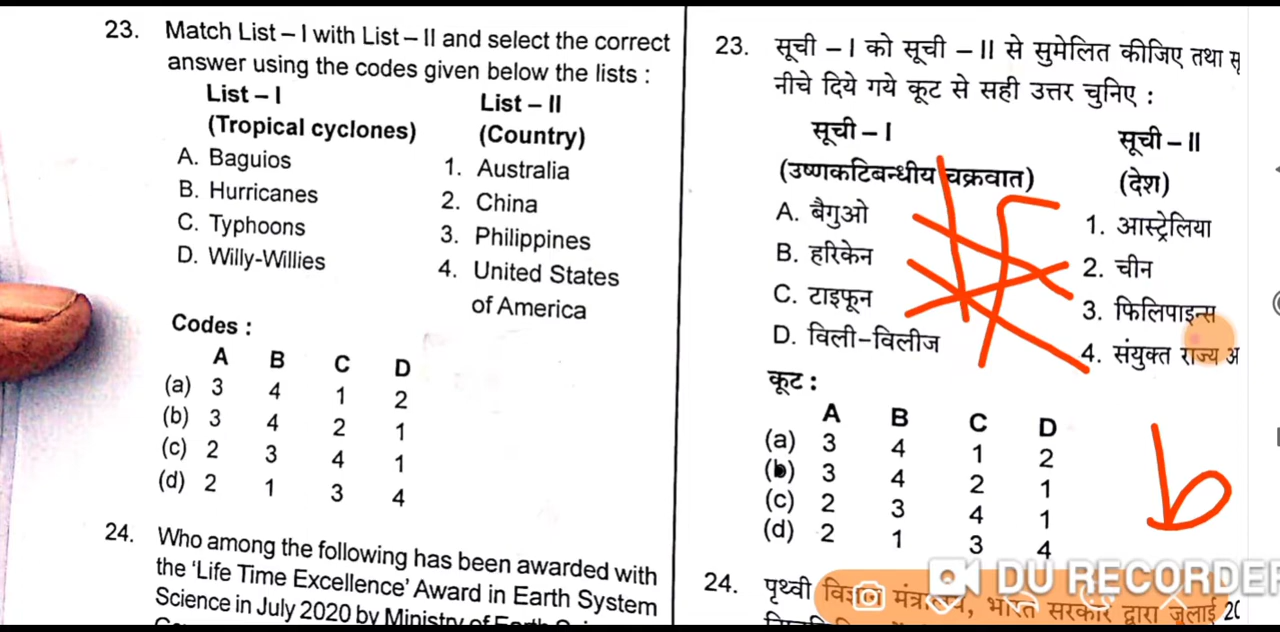 23. Match List – I with List – II and select the correct
answer using the codes given below the lists :
List – I List – II
(Tropical cyclones) (Country)
A. Baguios 1. Australia
B. Hurricanes 2. China
C. Typhoons 3. Philippines
D. Willy-Willies 4. United States
of America
Codes :
A B C D
(a) 3 4 1 2
(b) 3 4 2 1
(c) 2 3 4 1
(d) 2 1 3 4
24. Who among the following has been awarded with
the ‘Life Time Excellence’ Award in Earth System
Science in July 2020 by Ministry of Earth
23. सूची – I को सूची – II से सुमेलित कीजिए तथा
नीचे दिये गये कूट से सही उत्तर चुनिए :
सूची – I सूची – II
(उष्णकटिबन्धीय चक्रवात) (देश)
A. बैगुओ 1. आस्ट्रेलिया
B. हरिकेन 2. चीन
C. टाइफून 3. फिलिपाइन्स
D. विली-विलीज 4. संयुक्त राज्य अ
कूट :
A B C D
(a) 3 4 1 2
(b) 3 4 2 1
(c) 2 3 4 1
(d) 2 1 3 4
b
DU RECORDER
24. पृथ्वी विज्ञान मंत्रालय, भारत सरकार द्वारा जुलाई 20